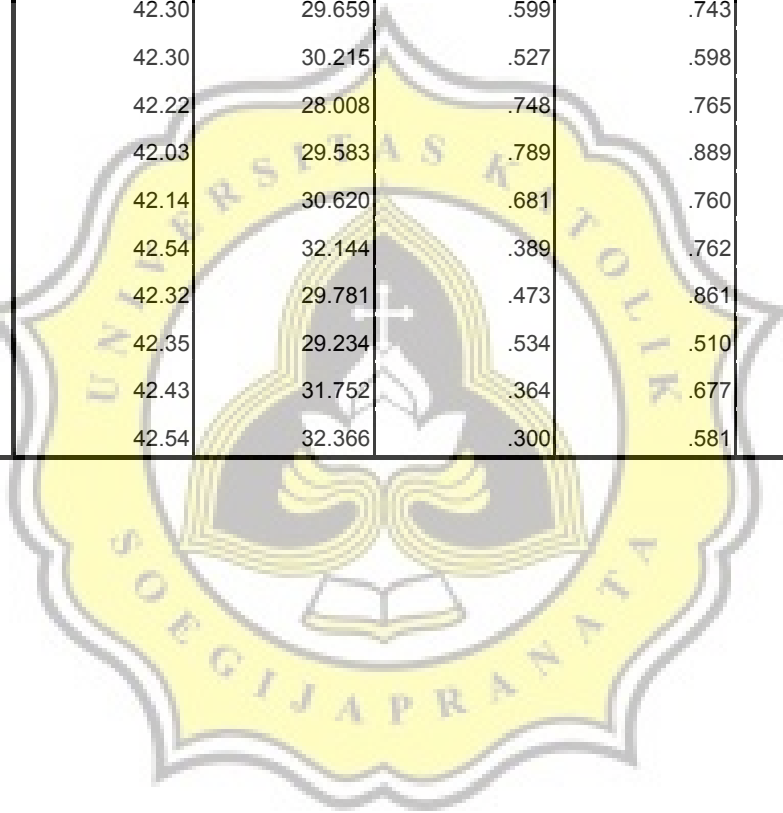 42.30 29.659 .599 .743
42.30 30.215 .527 .598
42.22 28.008 .748 .765
42.03 29.583 .789 .889
42.14 30.620 .681 .760
42.54 32.144 .389 .762
42.32 29.781 .473 .861
42.35 29.234 .534 .510
42.43 31.752 .364 .677
42.54 32.366 .300 .581
UNIVERSITAS KATOLIK
SOEGIJAPRANATA